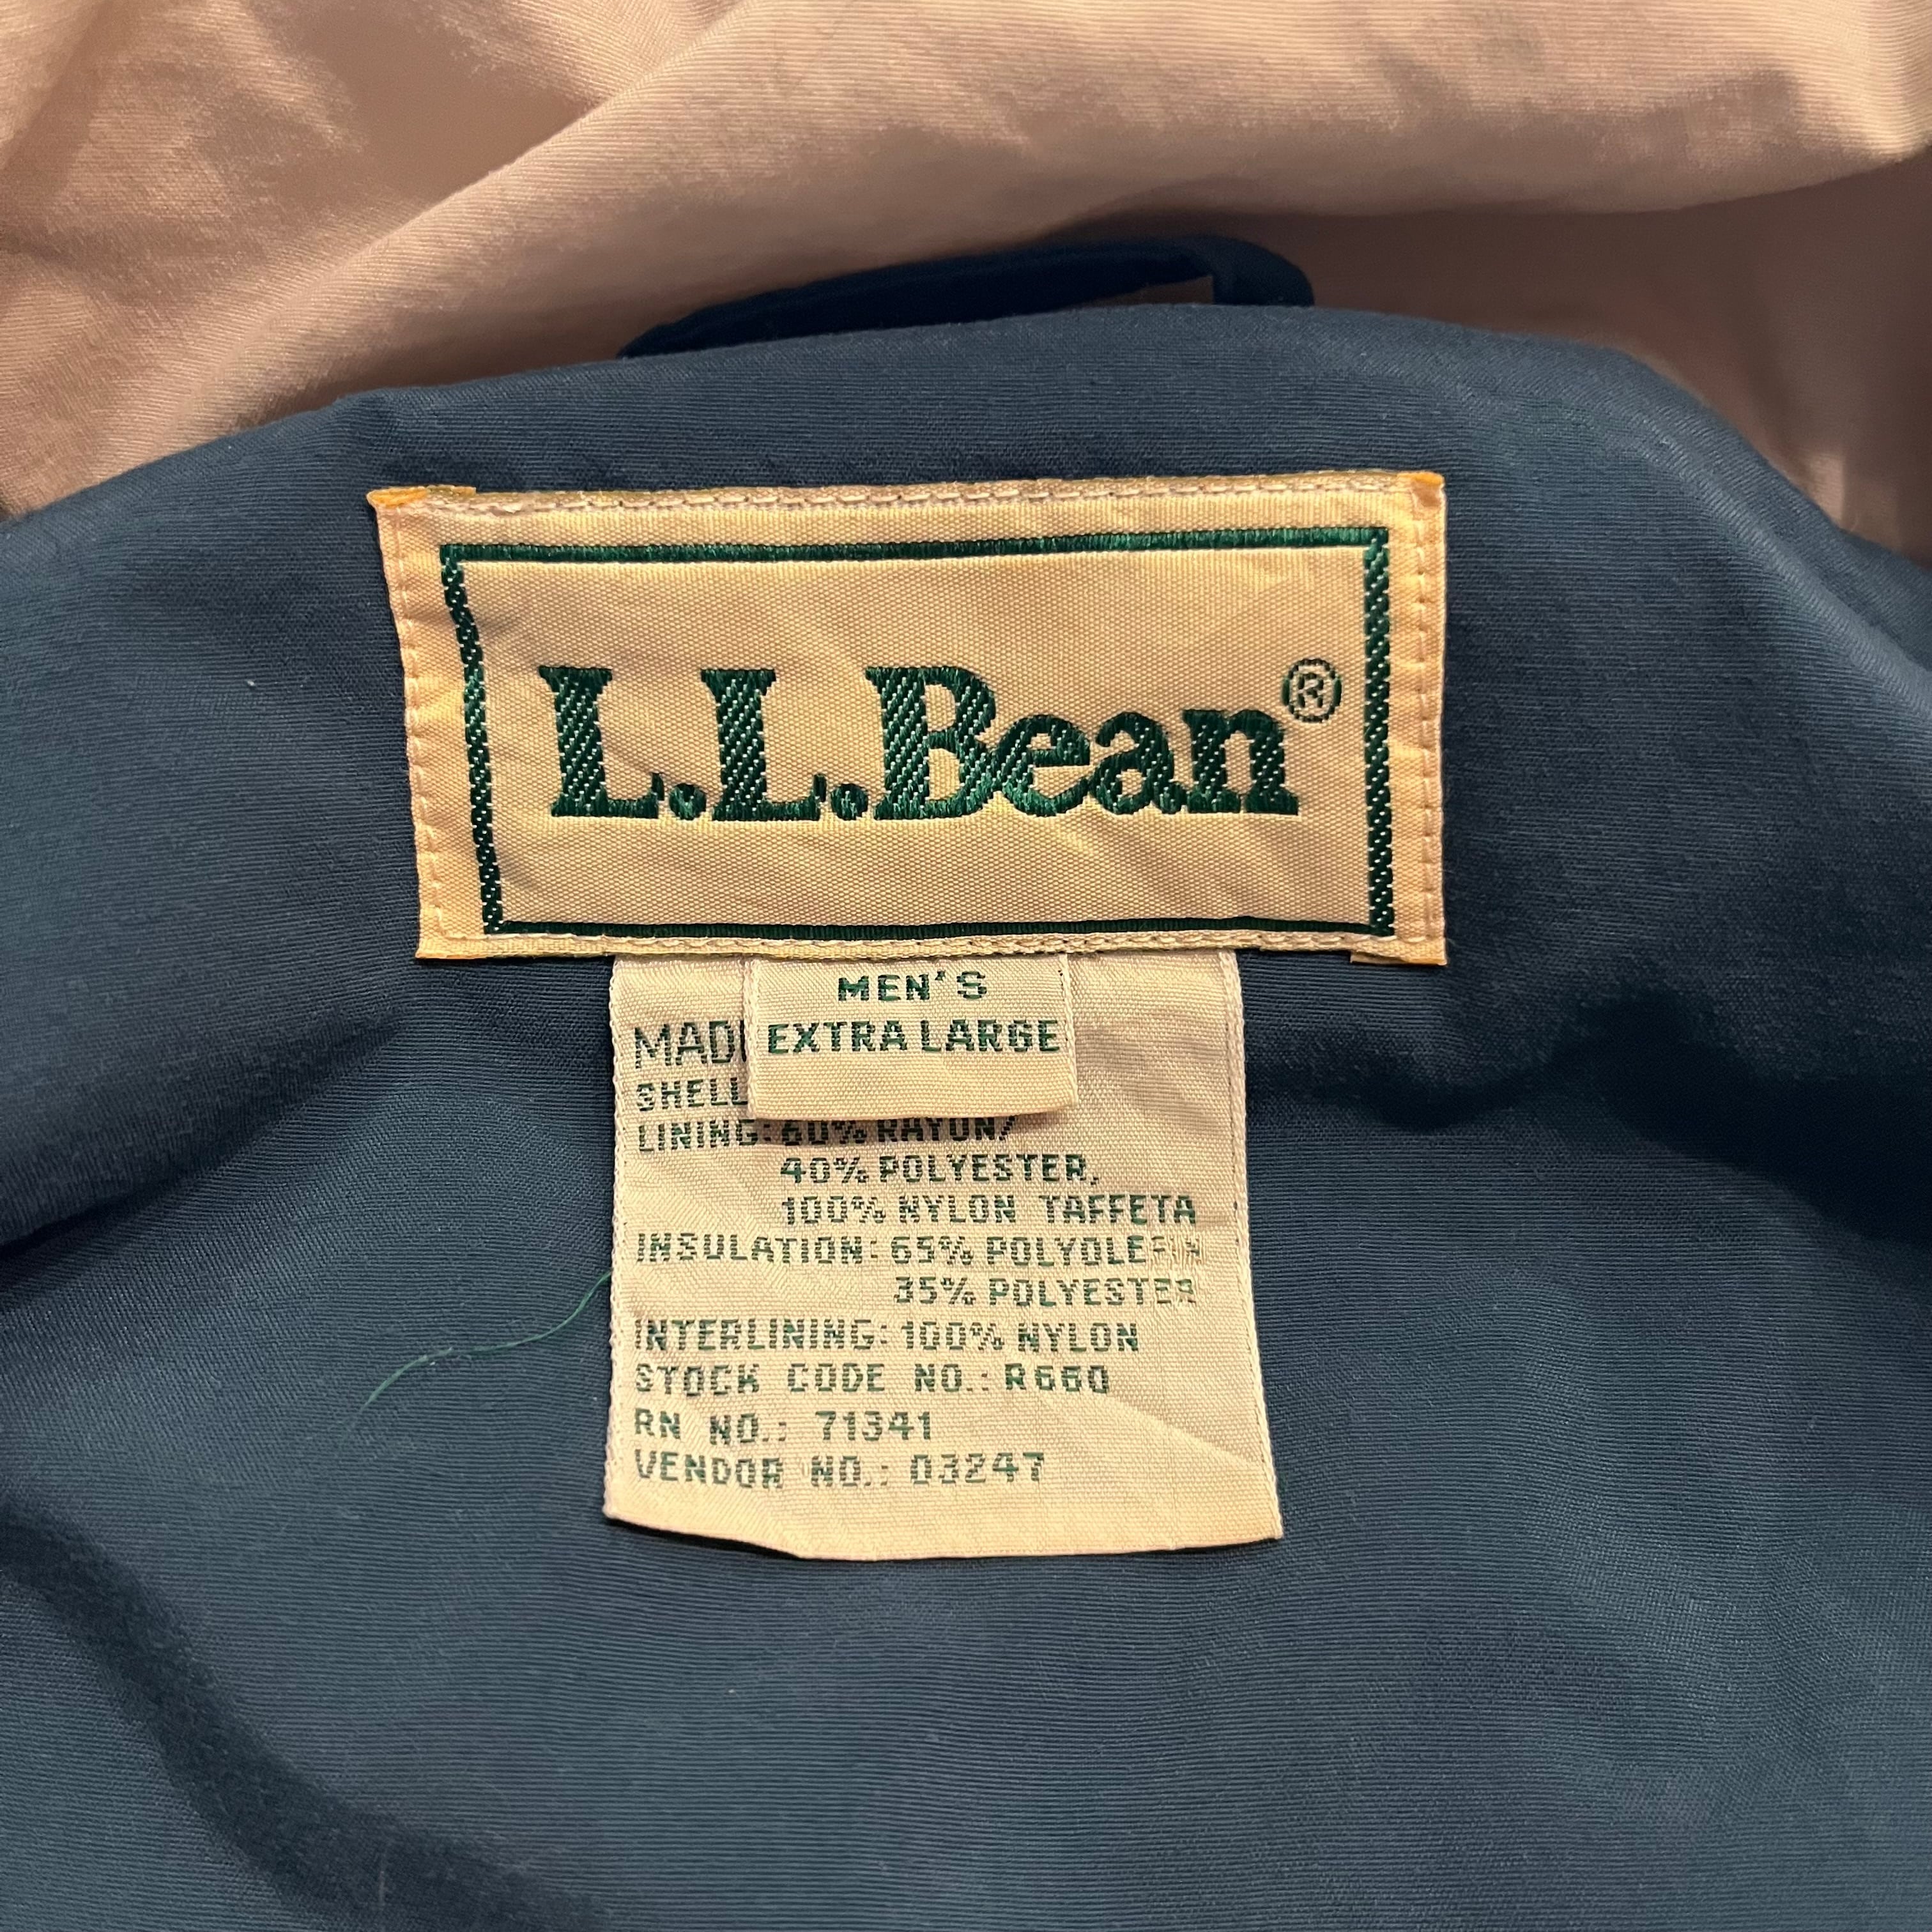 L.L.Bean®
MEN'S
EXTRA LARGE
SHELL
LINING: 60% RAYON/
40% POLYESTER,
100% NYLON TAFFETA
INSULATION: 65% POLYOLEFIN
35% POLYESTER
INTERLINING: 100% NYLON
STOCK CODE NO.: R660
RN NO.: 71341
VENDOR NO.: 03247